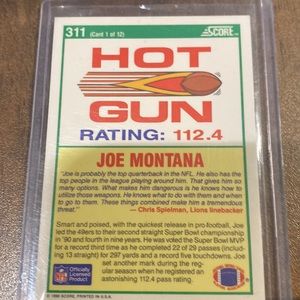 311 (Card 1 of 12)
SCORE
HOT
GUN
RATING: 112.4
JOE MONTANA
"Joe is probably the top quarterback in the NFL. He also has the
top people in the league playing around him. That gives him so
many options. What makes him dangerous is he knows how to
utilize those weapons. He knows what to do with them and when
to go to them. These things combined make him a tremendous
threat." — Chris Spielman, Lions linebacker
Smart and poised, with the quickest release in pro football, Joe
led the 49ers to their second straight Super Bowl championship
in '90 and fourth in nine years. He was voted the Super Bowl MVP
for a record third time as he completed 22 of 29 passes (includ-
ing 13 straight) for 297 yards and a record five touchdowns. Joe
set another mark during the reg-
ular season when he registered an
astonishing 112.4 pass rating.
Officially
Licensed
Product
© 1990 SCORE, PRINTED IN U.S.A.